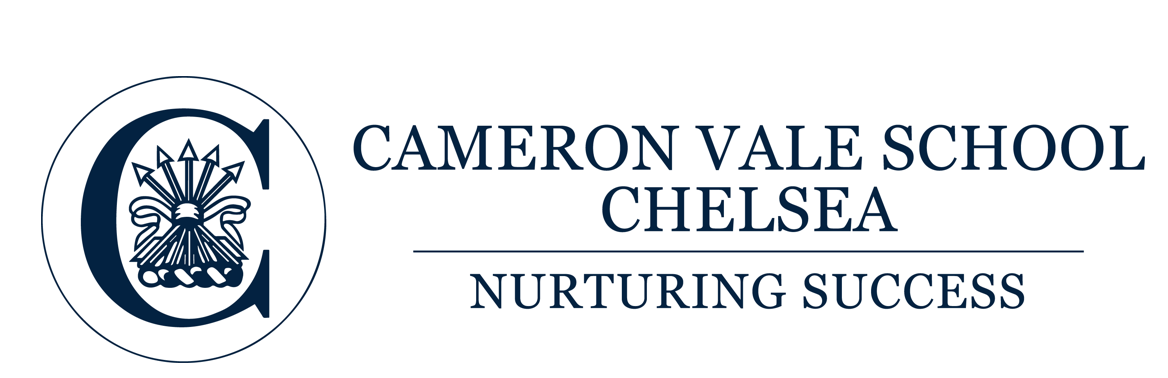 C
CAMERON VALE SCHOOL
CHELSEA
NURTURING SUCCESS